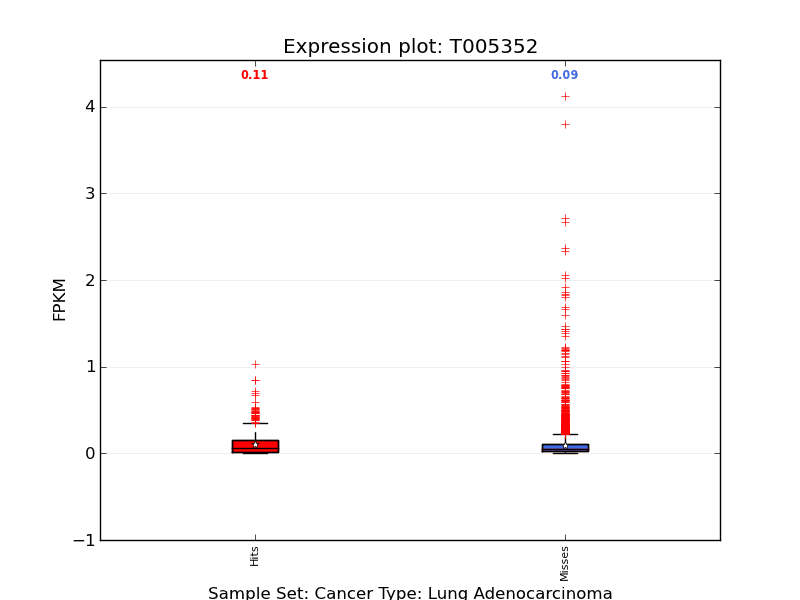 Expression plot: T005352
0.11
0.09
4
3
2
1
0
−1
FPKM
Hits
Misses
Sample Set: Cancer Type: Lung Adenocarcinoma